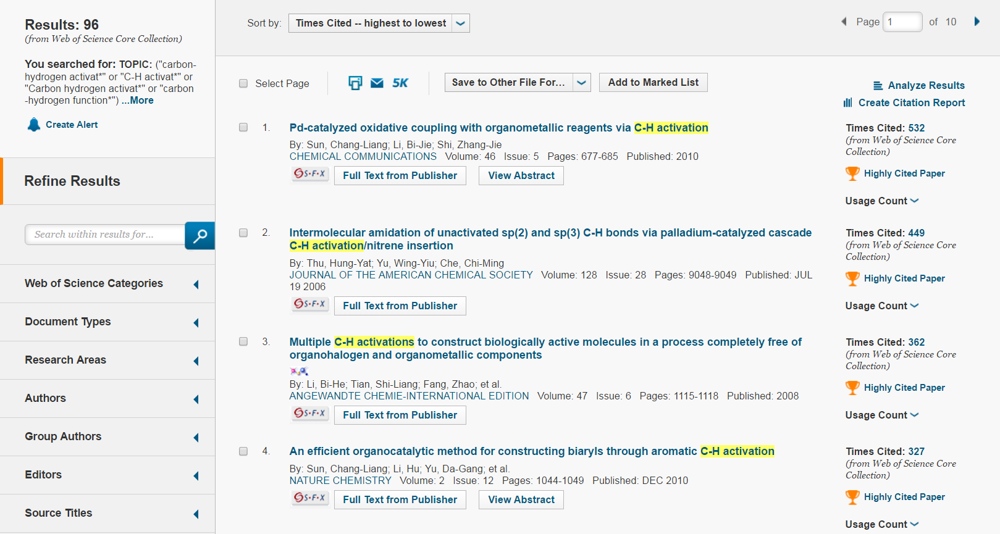 Results: 96
(from Web of Science Core Collection)
You searched for: TOPIC: ("carbon-
hydrogen activat*" or "C-H activat*" or
"Carbon hydrogen activat*" or "carbon
-hydrogen function*") ...More
Create Alert
Refine Results
Search within results for...
Web of Science Categories
Document Types
Research Areas
Authors
Group Authors
Editors
Source Titles
Sort by: Times Cited -- highest to lowest
Page 1 of 10
Select Page
5K
Save to Other File For...
Add to Marked List
Analyze Results
Create Citation Report
1. Pd-catalyzed oxidative coupling with organometallic reagents via C-H activation
By: Sun, Chang-Liang; Li, Bi-Jie; Shi, Zhang-Jie
CHEMICAL COMMUNICATIONS Volume: 46 Issue: 5 Pages: 677-685 Published: 2010
S·F·X Full Text from Publisher View Abstract
Times Cited: 532
(from Web of Science Core
Collection)
Highly Cited Paper
Usage Count
2. Intermolecular amidation of unactivated sp(2) and sp(3) C-H bonds via palladium-catalyzed cascade
C-H activation/nitrene insertion
By: Thu, Hung-Yat; Yu, Wing-Yiu; Che, Chi-Ming
JOURNAL OF THE AMERICAN CHEMICAL SOCIETY Volume: 128 Issue: 28 Pages: 9048-9049 Published: JUL
19 2006
S·F·X Full Text from Publisher
Times Cited: 449
(from Web of Science Core
Collection)
Highly Cited Paper
Usage Count
3. Multiple C-H activations to construct biologically active molecules in a process completely free of
organohalogen and organometallic components
By: Li, Bi-He; Tian, Shi-Liang; Fang, Zhao; et al.
ANGEWANDTE CHEMIE-INTERNATIONAL EDITION Volume: 47 Issue: 6 Pages: 1115-1118 Published: 2008
S·F·X Full Text from Publisher
Times Cited: 362
(from Web of Science Core
Collection)
Highly Cited Paper
Usage Count
4. An efficient organocatalytic method for constructing biaryls through aromatic C-H activation
By: Sun, Chang-Liang; Li, Hu; Yu, Da-Gang; et al.
NATURE CHEMISTRY Volume: 2 Issue: 12 Pages: 1044-1049 Published: DEC 2010
S·F·X Full Text from Publisher View Abstract
Times Cited: 327
(from Web of Science Core
Collection)
Highly Cited Paper
Usage Count